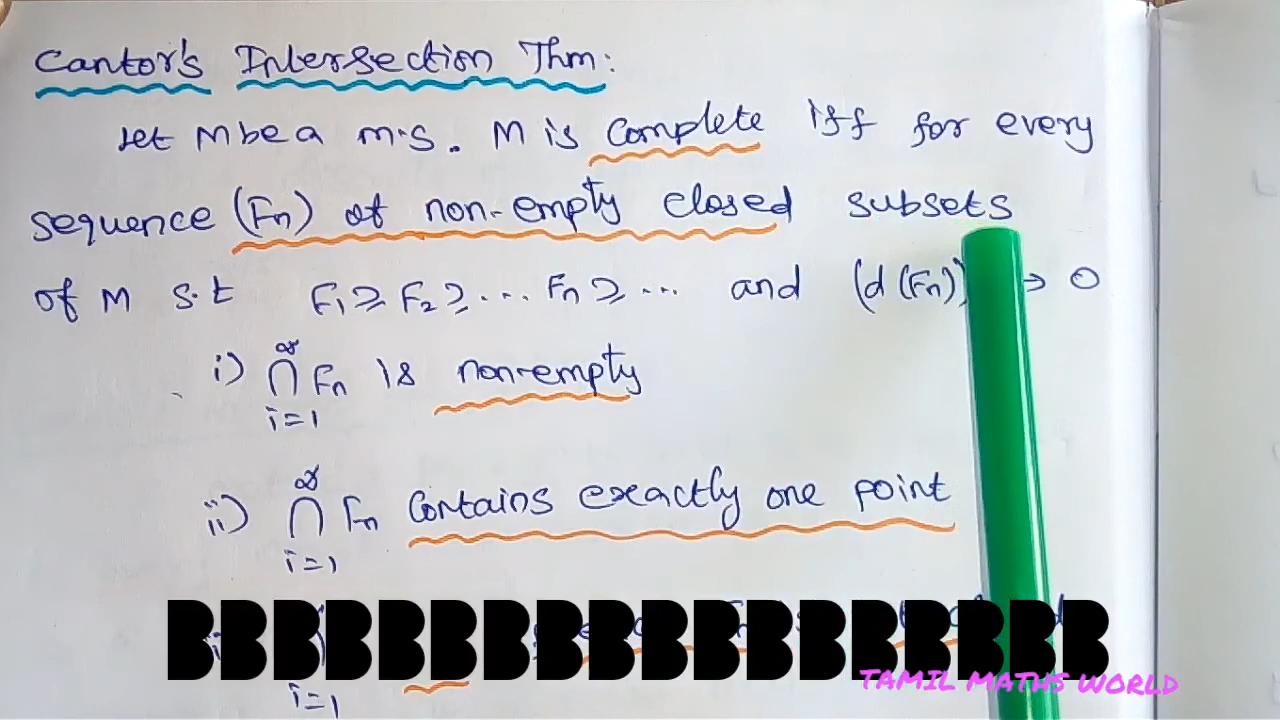 Cantor's Intersection Thm:
Let M be a m.s. M is complete iff for every
sequence (Fn) of non-empty closed subsets
of M s.t F₁ ⩾ F₂ ⩾ ... Fn ⩾ ... and (d(Fn)) → 0
i) ∞ ∩ i=1 Fn is non-empty
ii) ∞ ∩ i=1 Fn contains exactly one point
i=1
BBBBBBBBBBBBBBBBBB
TAMIL MATHS WORLD